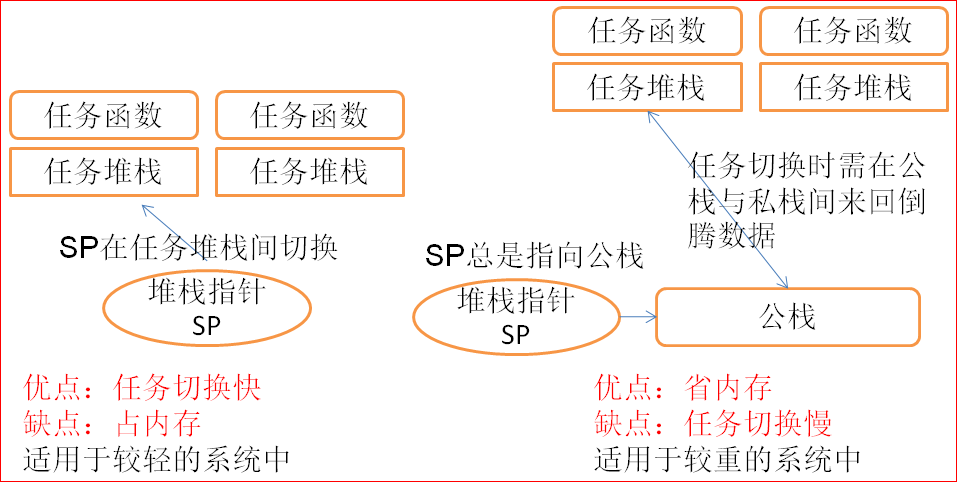 任务函数
任务函数
任务堆栈
任务堆栈
SP在任务堆栈间切换
堆栈指针
SP
优点：任务切换快
缺点：占内存
适用于较轻的系统中
任务函数
任务函数
任务堆栈
任务堆栈
任务切换时需在公
栈与私栈间来回倒
腾数据
SP总是指向公栈
堆栈指针
SP
公栈
优点：省内存
缺点：任务切换慢
适用于较重的系统中